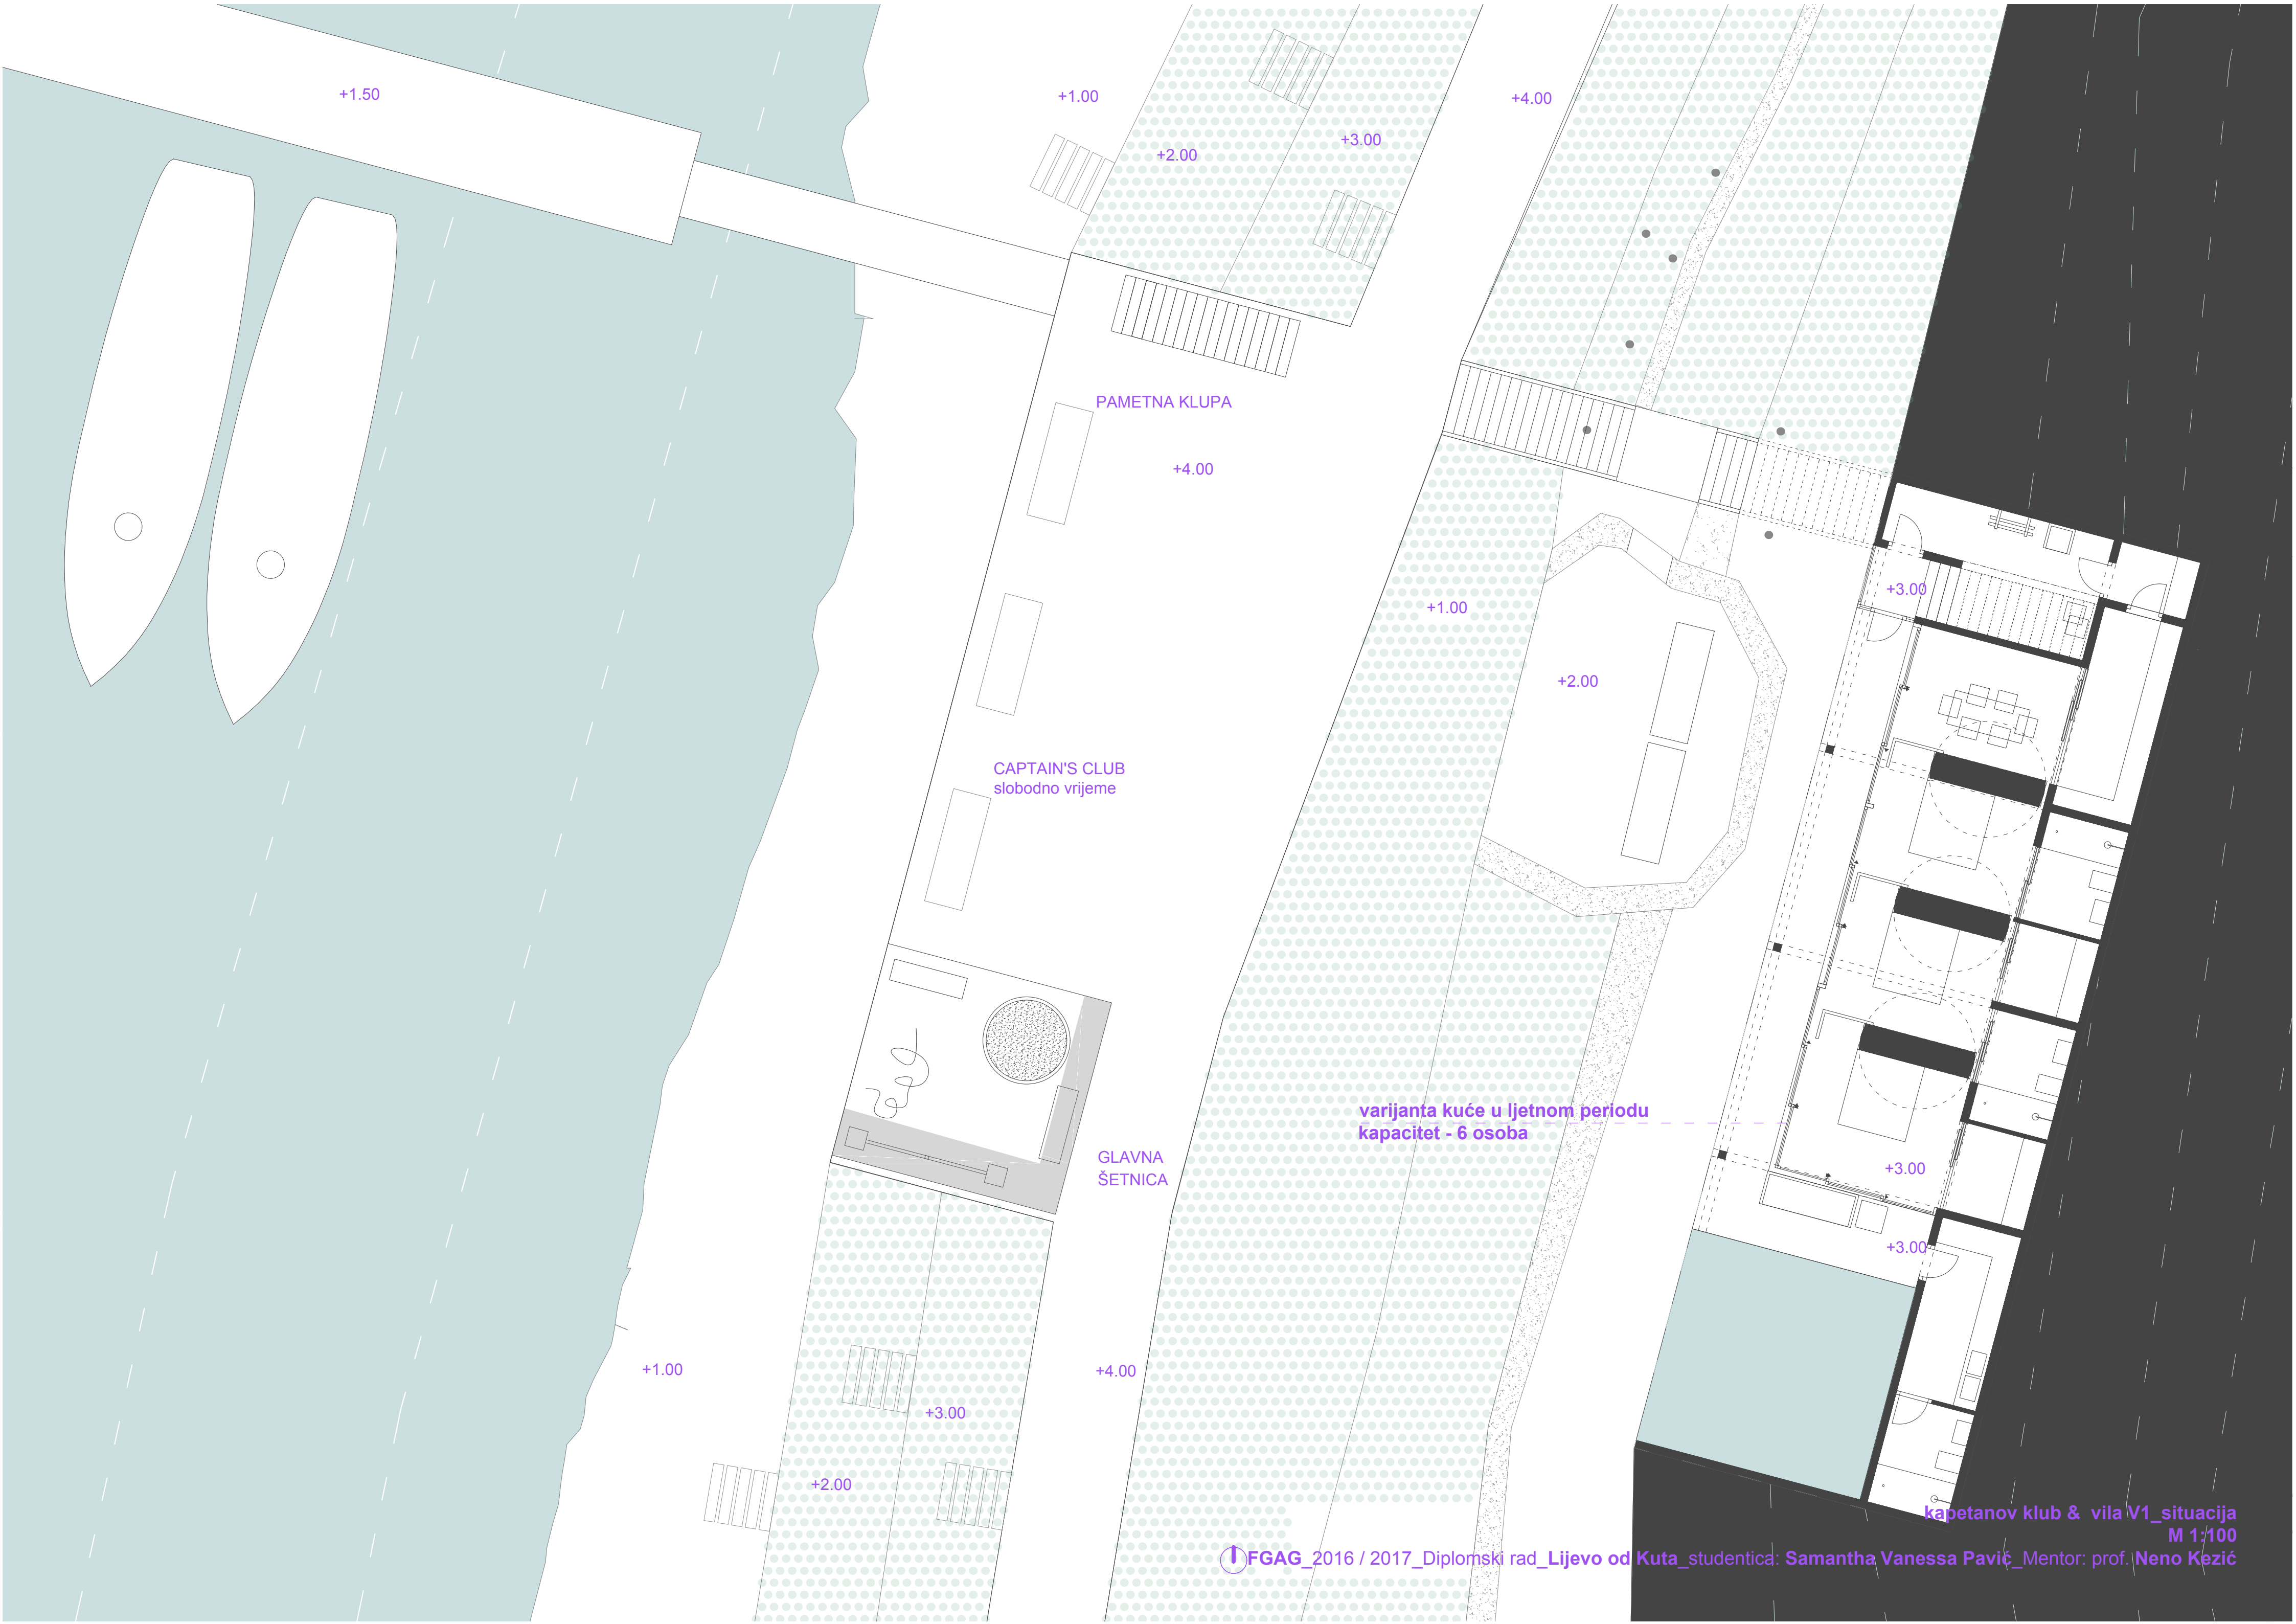 +1.50
+1.00
+4.00
+3.00
+2.00
PAMETNA KLUPA
+4.00
+3.00
+1.00
+2.00
CAPTAIN'S CLUB
slobodno vrijeme
varijanta kuće u ljetnom periodu
kapacitet - 6 osoba
GLAVNA
ŠETNICA
+3.00
+3.00
+1.00
+4.00
+3.00
+2.00
kapetanov klub & vila V1_situacija
M 1:100
FGAG_2016 / 2017_Diplomski rad_Lijevo od Kuta_studentica: Samantha Vanessa Pavić_Mentor: prof. Neno Kezić